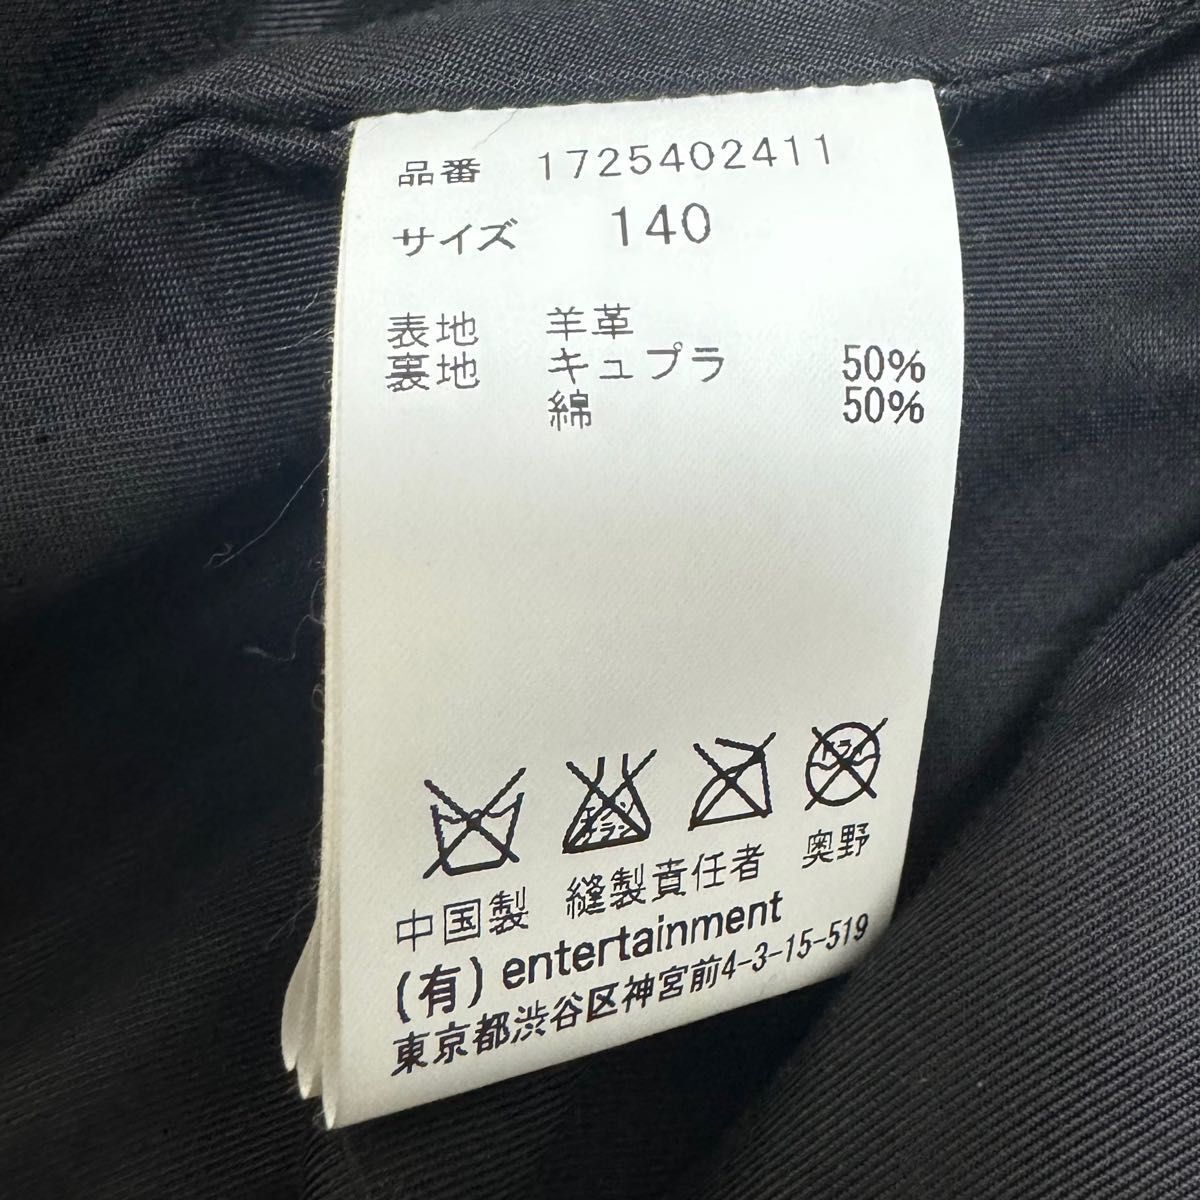 品番 1725402411
サイズ 140
表地 羊革
裏地 キュプラ 50%
綿 50%
中国製 縫製責任者 奥野
(有) entertainment
東京都渋谷区神宮前4-3-15-519